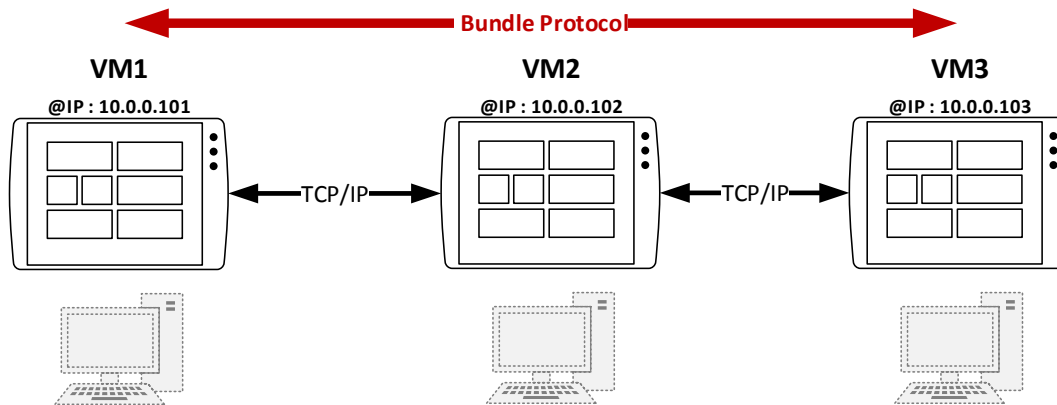 Bundle Protocol
VM1
VM2
VM3
@IP : 10.0.0.101
@IP : 10.0.0.102
@IP : 10.0.0.103
TCP/IP
TCP/IP